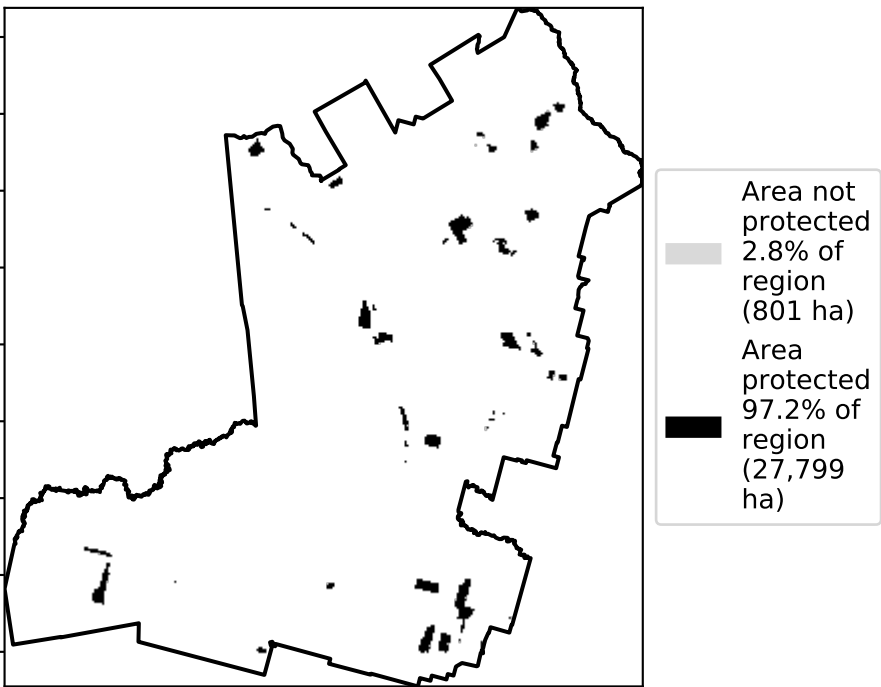 Area not
protected
2.8% of
region
(801 ha)
Area
protected
97.2% of
region
(27,799
ha)